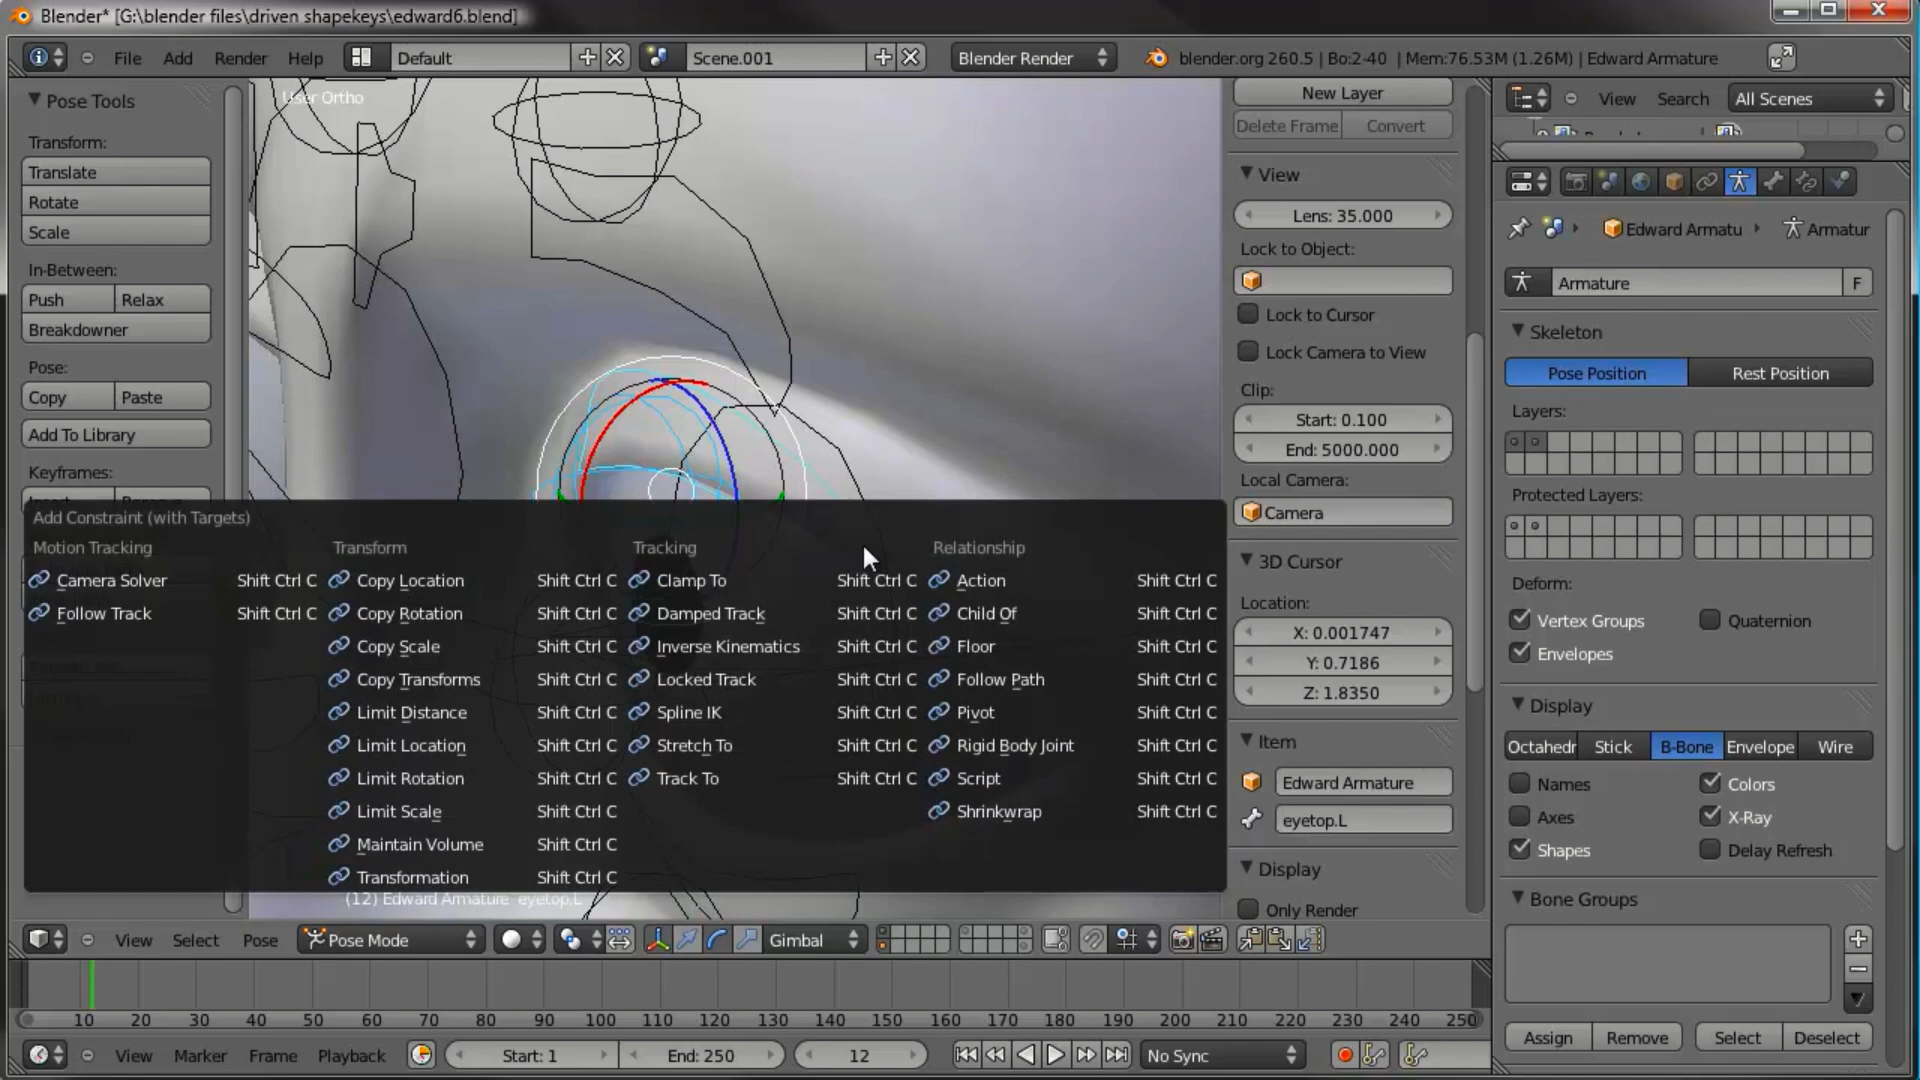 Blender* [G:\blender files\driven shapekeys\edward6.blend]
File Add Render Help Default Scene.001 Blender Render blender.org 260.5 | Bo:2-40 | Mem:76.53M (1.26M) | Edward Armature
Pose Tools
Transform:
Translate
Rotate
Scale
In-Between:
Push Relax
Breakdowner
Pose:
Copy Paste
Add To Library
Keyframes:
User Ortho
Add Constraint (with Targets)
Motion Tracking
Camera Solver Shift Ctrl C
Follow Track Shift Ctrl C
Transform
Copy Location Shift Ctrl C
Copy Rotation Shift Ctrl C
Copy Scale Shift Ctrl C
Copy Transforms Shift Ctrl C
Limit Distance Shift Ctrl C
Limit Location Shift Ctrl C
Limit Rotation Shift Ctrl C
Limit Scale Shift Ctrl C
Maintain Volume Shift Ctrl C
Transformation Shift Ctrl C
Tracking
Clamp To Shift Ctrl C
Damped Track Shift Ctrl C
Inverse Kinematics Shift Ctrl C
Locked Track Shift Ctrl C
Spline IK Shift Ctrl C
Stretch To Shift Ctrl C
Track To Shift Ctrl C
Relationship
Action Shift Ctrl C
Child Of Shift Ctrl C
Floor Shift Ctrl C
Follow Path Shift Ctrl C
Pivot Shift Ctrl C
Rigid Body Joint Shift Ctrl C
Script Shift Ctrl C
Shrinkwrap Shift Ctrl C
(12) Edward Armature eyetop.L
New Layer
Delete Frame Convert
View
Lens: 35.000
Lock to Object:
Lock to Cursor
Lock Camera to View
Clip:
Start: 0.100
End: 5000.000
Local Camera:
Camera
3D Cursor
Location:
X: 0.001747
Y: 0.7186
Z: 1.8350
Item
Edward Armature
eyetop.L
Display
Only Render
View Search All Scenes
Edward Armatu Armatur
Armature F
Skeleton
Pose Position Rest Position
Layers:
Protected Layers:
Deform:
Vertex Groups Quaternion
Envelopes
Display
Octahedr Stick B-Bone Envelope Wire
Names Colors
Axes X-Ray
Shapes Delay Refresh
Bone Groups
Assign Remove Select Deselect
View Select Pose Pose Mode Gimbal
10 20 30 40 50 60 70 80 90 100 110 120 130 140 150 160 170 180 190 200 210 220 230 240 250
View Marker Frame Playback Start: 1 End: 250 12 No Sync